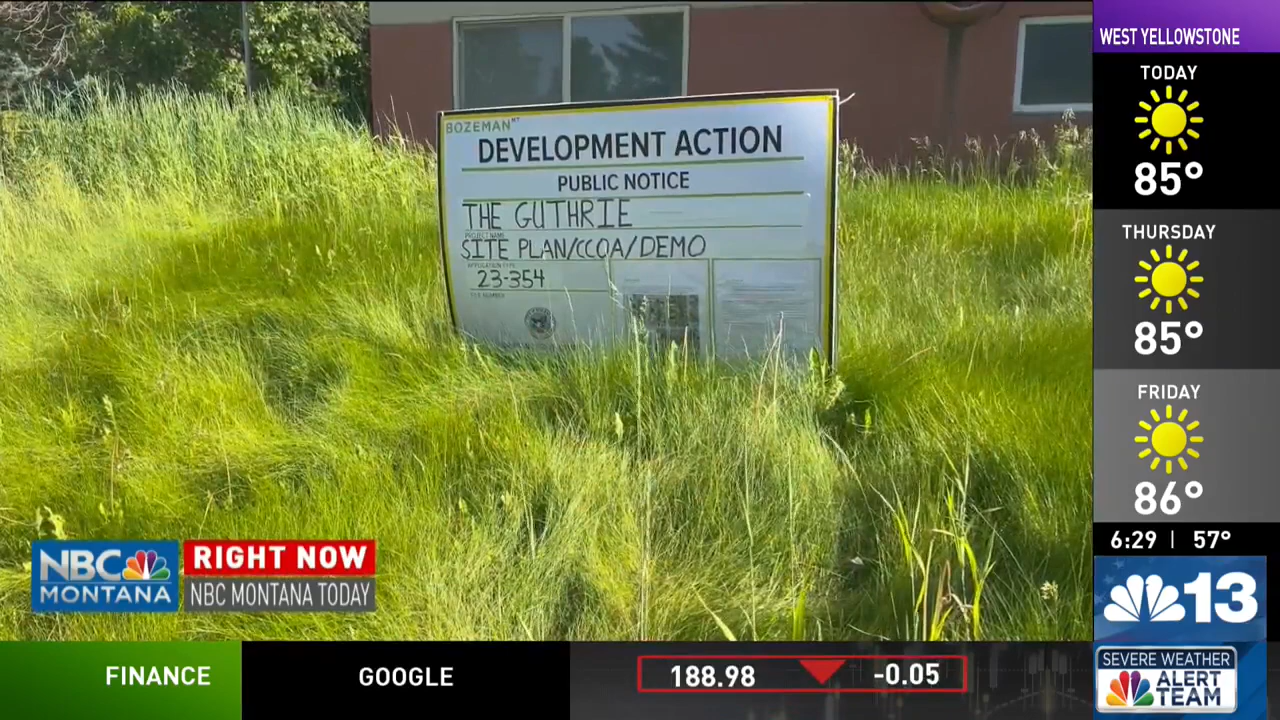 BOZEMAN MT
DEVELOPMENT ACTION
PUBLIC NOTICE
THE GUTHRIE
PROJECT NAME
SITE PLAN/CCOA/DEMO
APPLICATION TYPE
23-354
FILE NUMBER
NBC MONTANA
RIGHT NOW
NBC MONTANA TODAY
WEST YELLOWSTONE
TODAY
85°
THURSDAY
85°
FRIDAY
86°
6:29 | 57°
13
SEVERE WEATHER
ALERT
TEAM
FINANCE
GOOGLE
188.98 -0.05